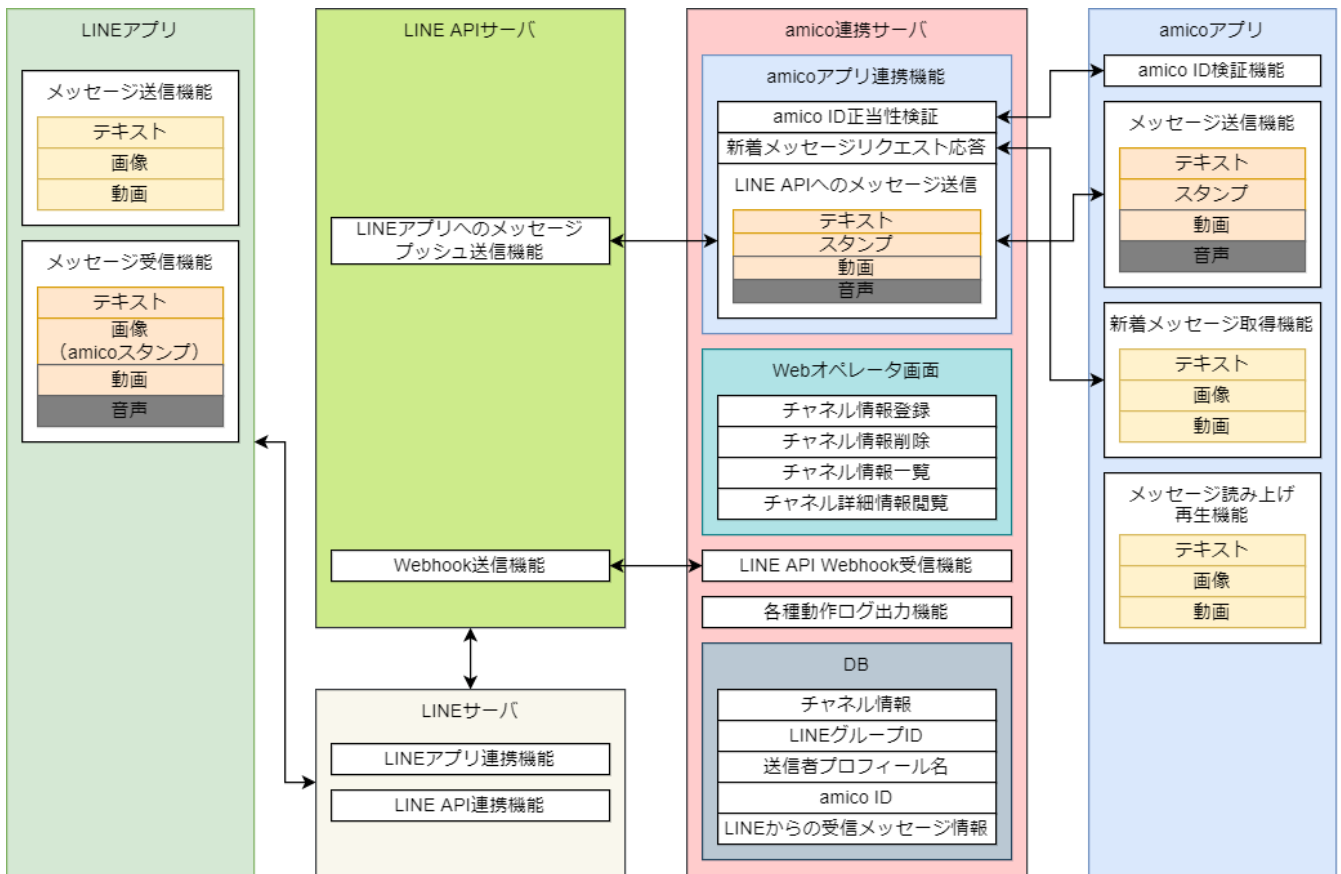 LINEアプリ
メッセージ送信機能
テキスト
画像
動画
メッセージ受信機能
テキスト
画像
（amicoスタンプ）
動画
音声
LINE APIサーバ
LINEアプリへのメッセージ
プッシュ送信機能
Webhook送信機能
LINEサーバ
LINEアプリ連携機能
LINE API連携機能
amico連携サーバ
amicoアプリ連携機能
amico ID正当性検証
新着メッセージリクエスト応答
LINE APIへのメッセージ送信
テキスト
スタンプ
動画
音声
Webオペレータ画面
チャネル情報登録
チャネル情報削除
チャネル情報一覧
チャネル詳細情報閲覧
LINE API Webhook受信機能
各種動作ログ出力機能
DB
チャネル情報
LINEグループID
送信者プロフィール名
amico ID
LINEからの受信メッセージ情報
amicoアプリ
amico ID検証機能
メッセージ送信機能
テキスト
スタンプ
動画
音声
新着メッセージ取得機能
テキスト
画像
動画
メッセージ読み上げ
再生機能
テキスト
画像
動画